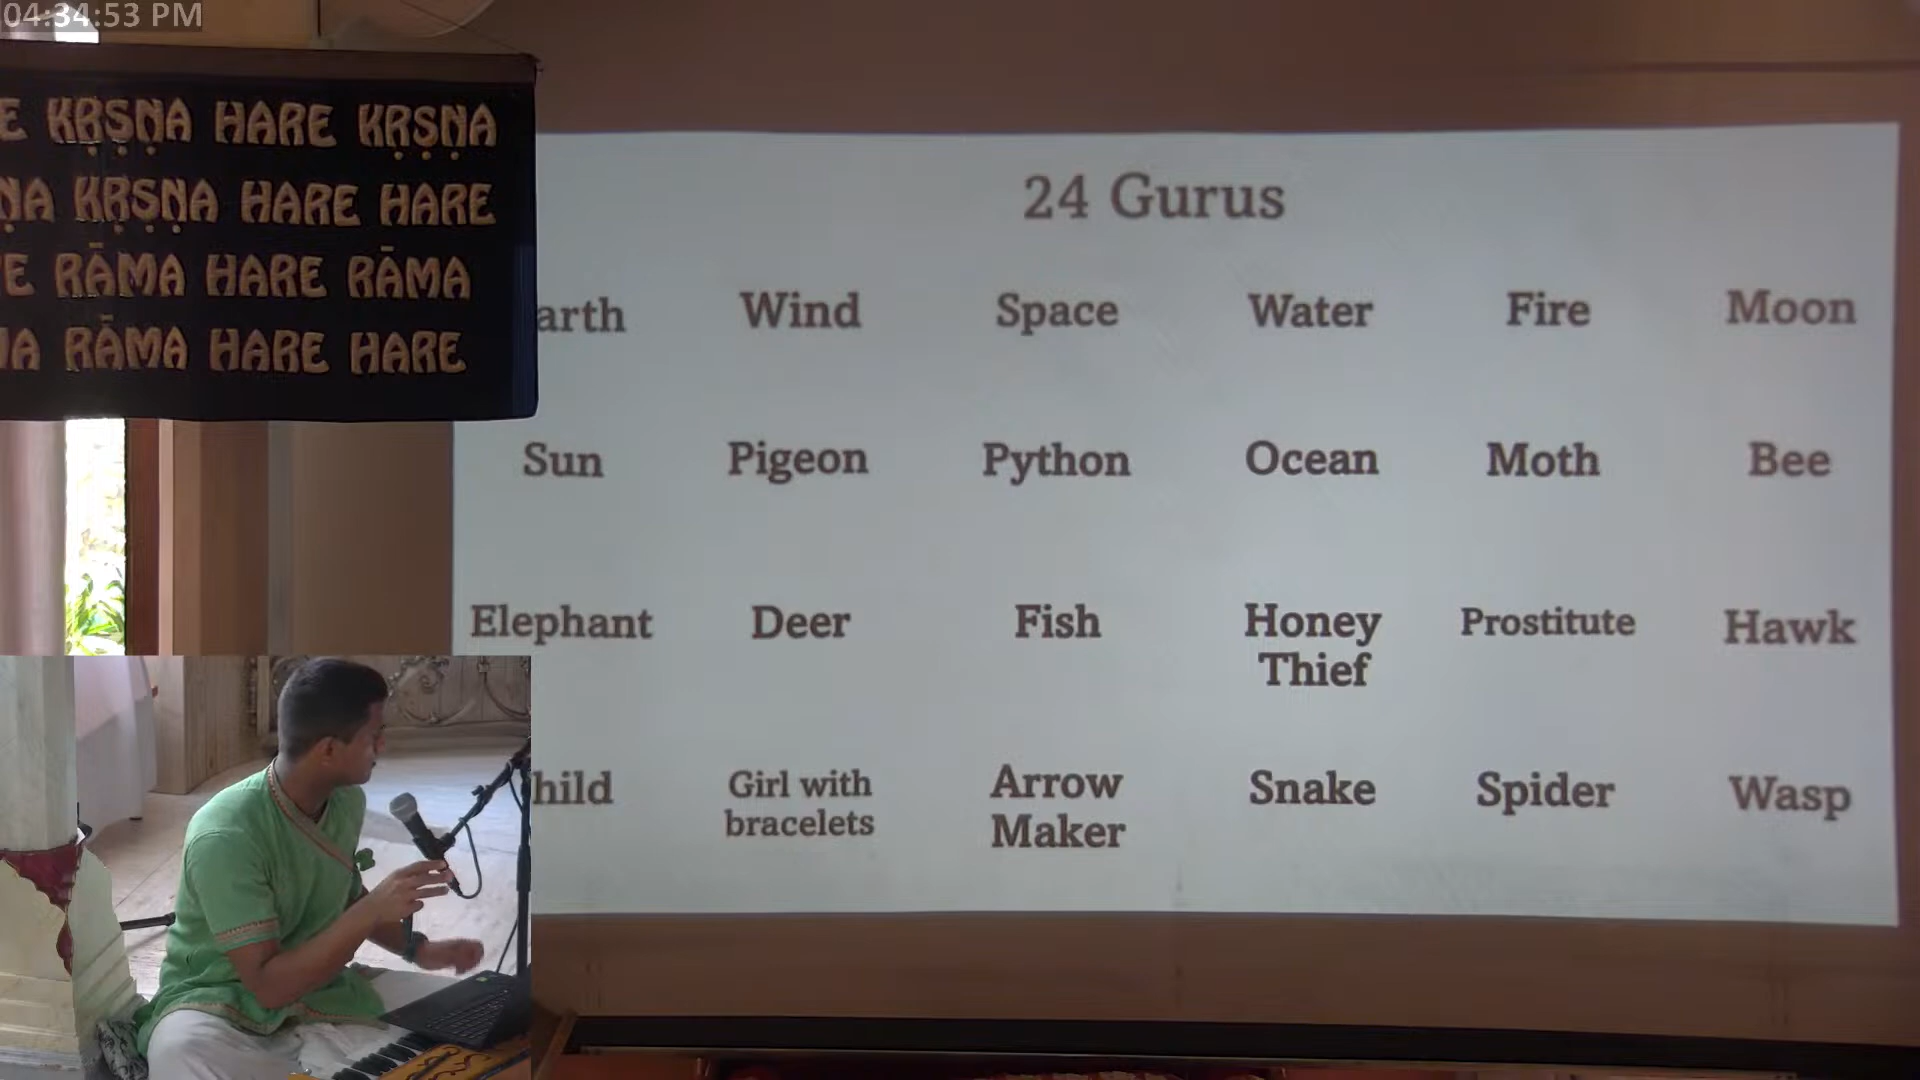 04:34:53 PM
E KṚṢṆA HARE KṚṢṆA
ṆA KṚṢṆA HARE HARE
E RĀMA HARE RĀMA
A RĀMA HARE HARE
24 Gurus
arth Wind Space Water Fire Moon
Sun Pigeon Python Ocean Moth Bee
Elephant Deer Fish Honey Thief Prostitute Hawk
hild Girl with bracelets Arrow Maker Snake Spider Wasp